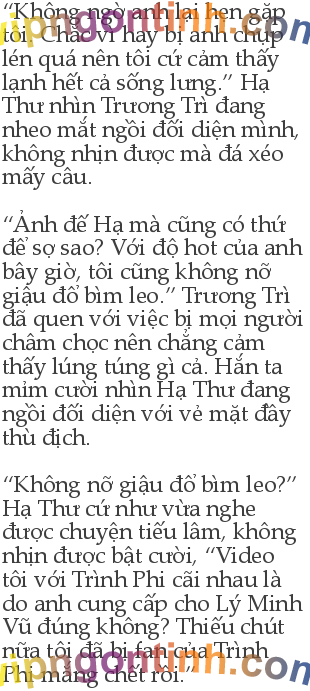 “Không ngờ anh lại hẹn gặp
tôi. Chắc vì hay bị anh chụp
lén quá nên tôi cứ cảm thấy
lạnh hết cả sống lưng.” Hạ
Thư nhìn Trương Trì đang
nheo mắt ngồi đối diện mình,
không nhịn được mà đá xéo
mấy câu.
“Ảnh đế Hạ mà cũng có thứ
để sợ sao? Với độ hot của anh
bây giờ, tôi cũng không nỡ
giậu đổ bìm leo.” Trương Trì
đã quen với việc bị mọi người
châm chọc nên chẳng cảm
thấy lúng túng gì cả. Hắn ta
mỉm cười nhìn Hạ Thư đang
ngồi đối diện với vẻ mặt đầy
thù địch.
“Không nỡ giậu đổ bìm leo?”
Hạ Thư cứ như vừa nghe
được chuyện tiếu lâm, không
nhịn được bật cười, “Video
tôi với Trình Phi cãi nhau là
do anh cung cấp cho Lý Minh
Vũ đúng không? Thiếu chút
nữa tôi đã bị fan của Trình
Phi mắng chết rồi.”
vipngontinh.com
vipngontinh.com